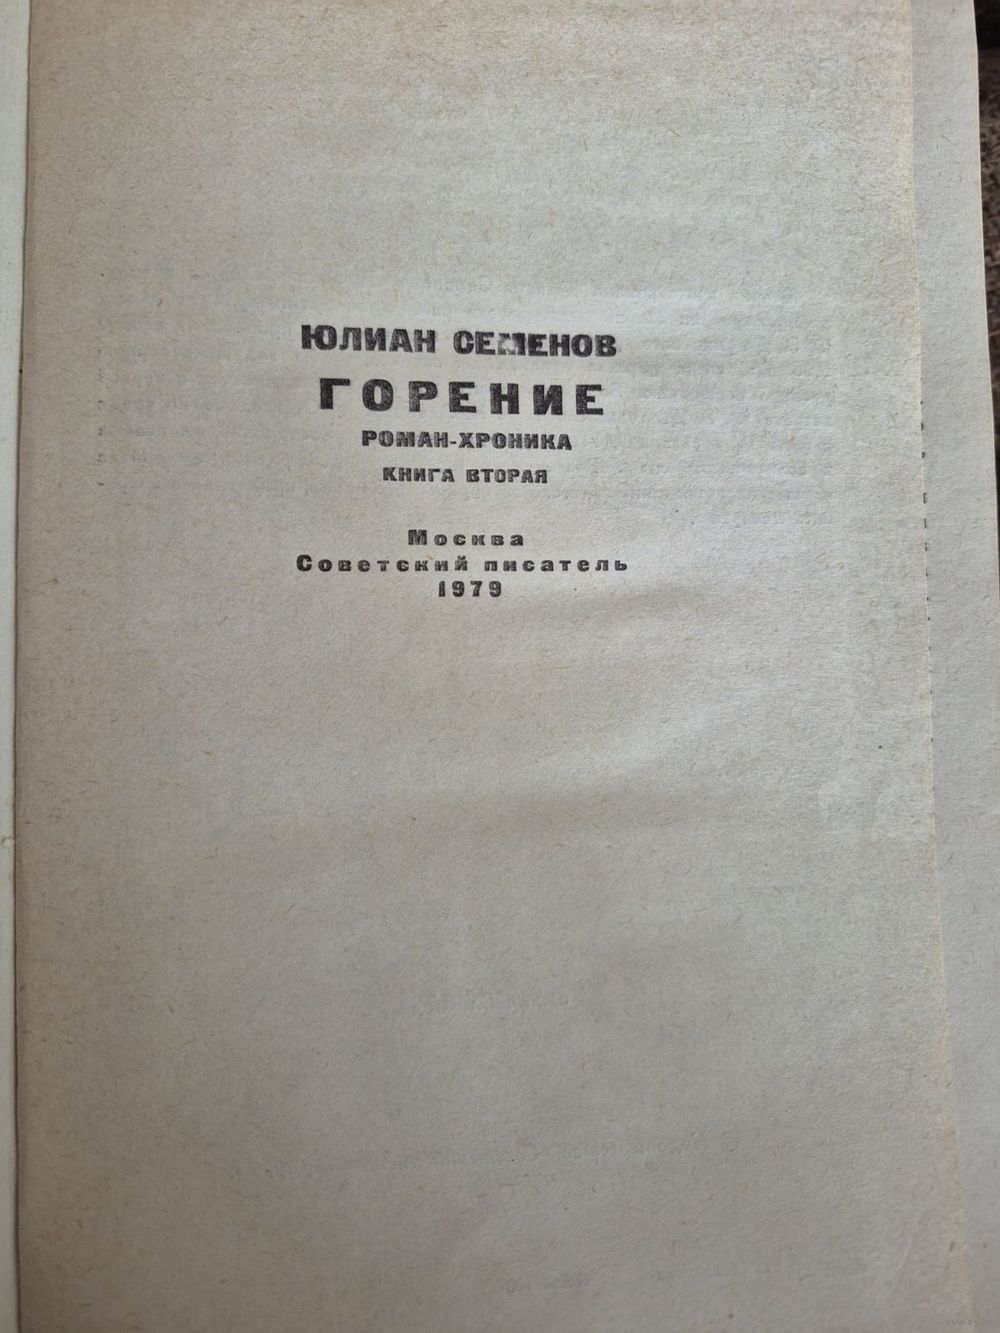 ЮЛИАН СЕМЕНОВ
ГОРЕНИЕ
РОМАН-ХРОНИКА
КНИГА ВТОРАЯ
Москва
Советский писатель
1979